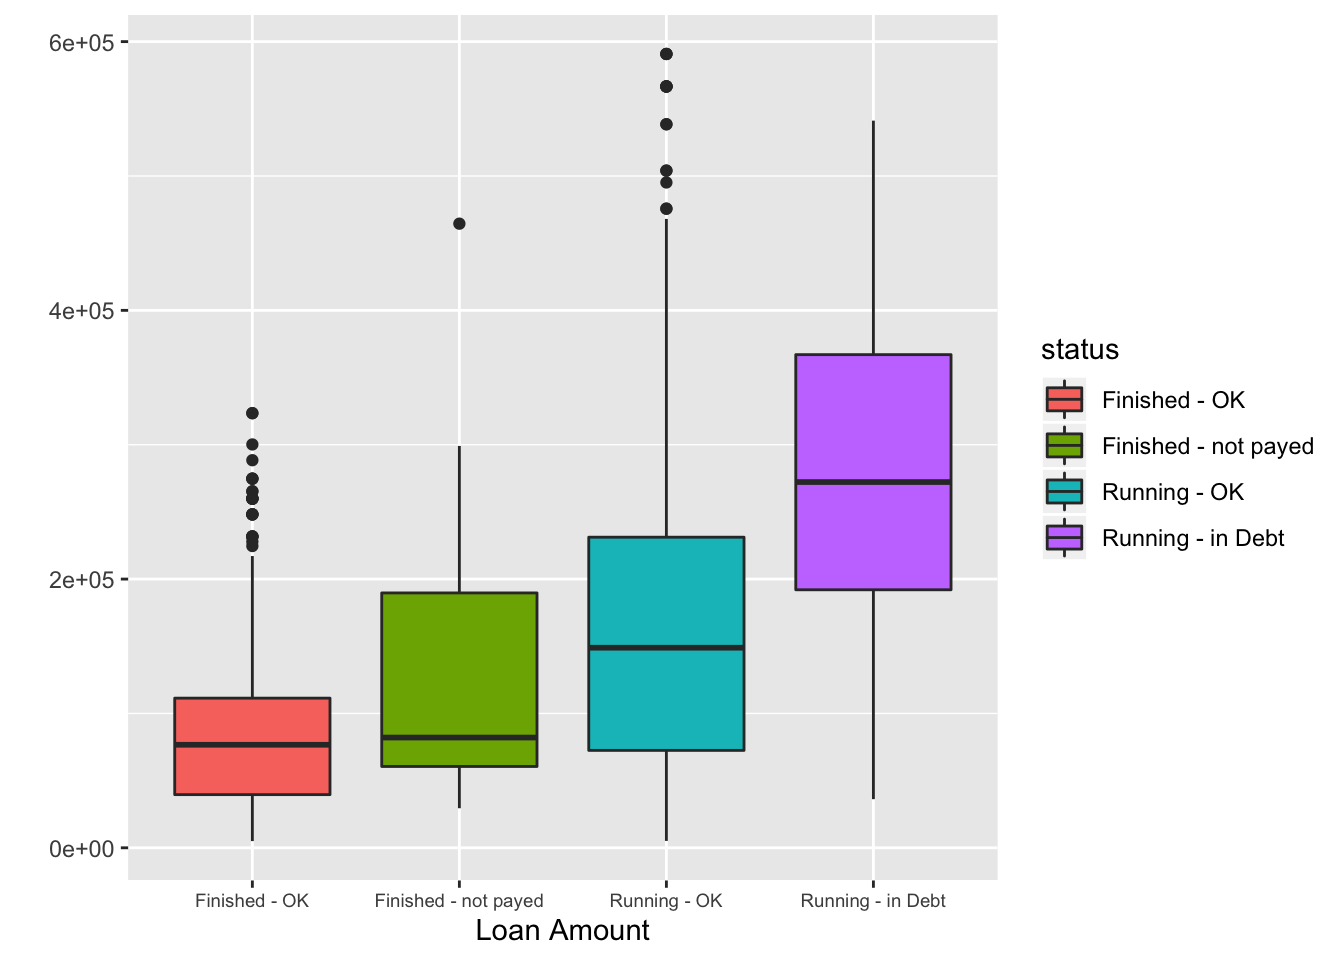 6e+05
4e+05
2e+05
0e+00
Finished - OK
Finished - not payed
Running - OK
Running - in Debt
Loan Amount
status
Finished - OK
Finished - not payed
Running - OK
Running - in Debt